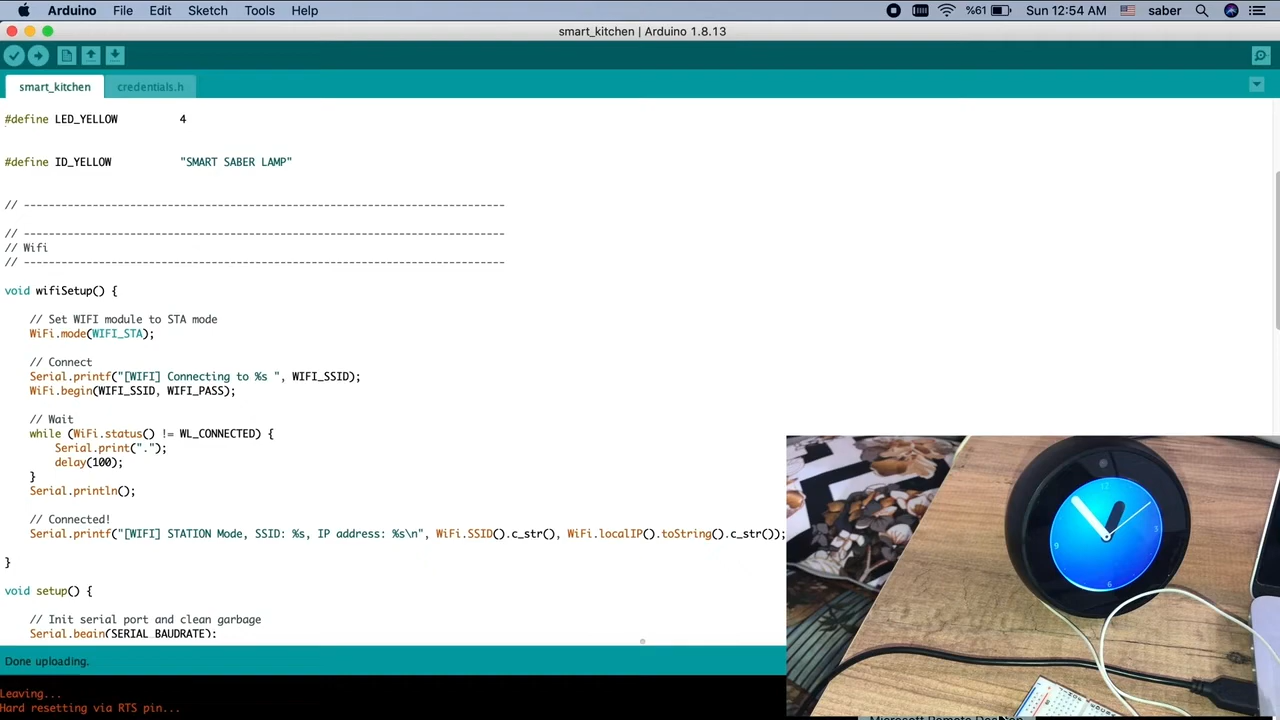 Arduino File Edit Sketch Tools Help %61 Sun 12:54 AM saber
smart_kitchen | Arduino 1.8.13
smart_kitchen credentials.h
#define LED_YELLOW 4
#define ID_YELLOW "SMART SABER LAMP"
// -----------------------------------------------------------------------------
// -----------------------------------------------------------------------------
// Wifi
// -----------------------------------------------------------------------------
void wifiSetup() {
// Set WIFI module to STA mode
WiFi.mode(WIFI_STA);
// Connect
Serial.printf("[WIFI] Connecting to %s ", WIFI_SSID);
WiFi.begin(WIFI_SSID, WIFI_PASS);
// Wait
while (WiFi.status() != WL_CONNECTED) {
Serial.print(".");
delay(100);
}
Serial.println();
// Connected!
Serial.printf("[WIFI] STATION Mode, SSID: %s, IP address: %s\n", WiFi.SSID().c_str(), WiFi.localIP().toString().c_str());
}
void setup() {
// Init serial port and clean garbage
Serial.begin(SERIAL_BAUDRATE);
Done uploading.
Leaving...
Hard resetting via RTS pin...
12
3
6
9